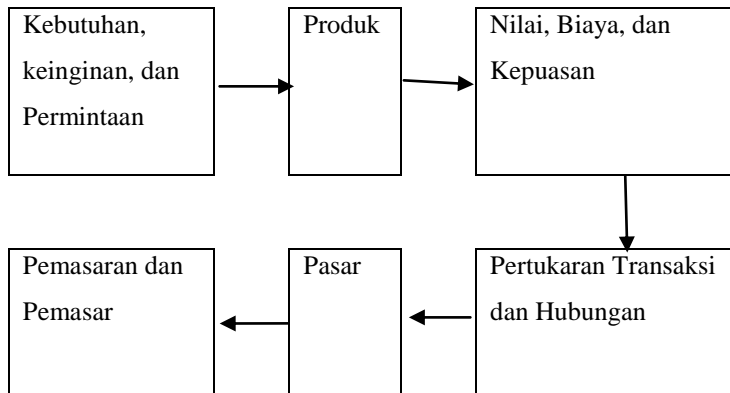 Kebutuhan,
keinginan, dan
Permintaan
Produk
Nilai, Biaya, dan
Kepuasan
Pertukaran Transaksi
dan Hubungan
Pasar
Pemasaran dan
Pemasar